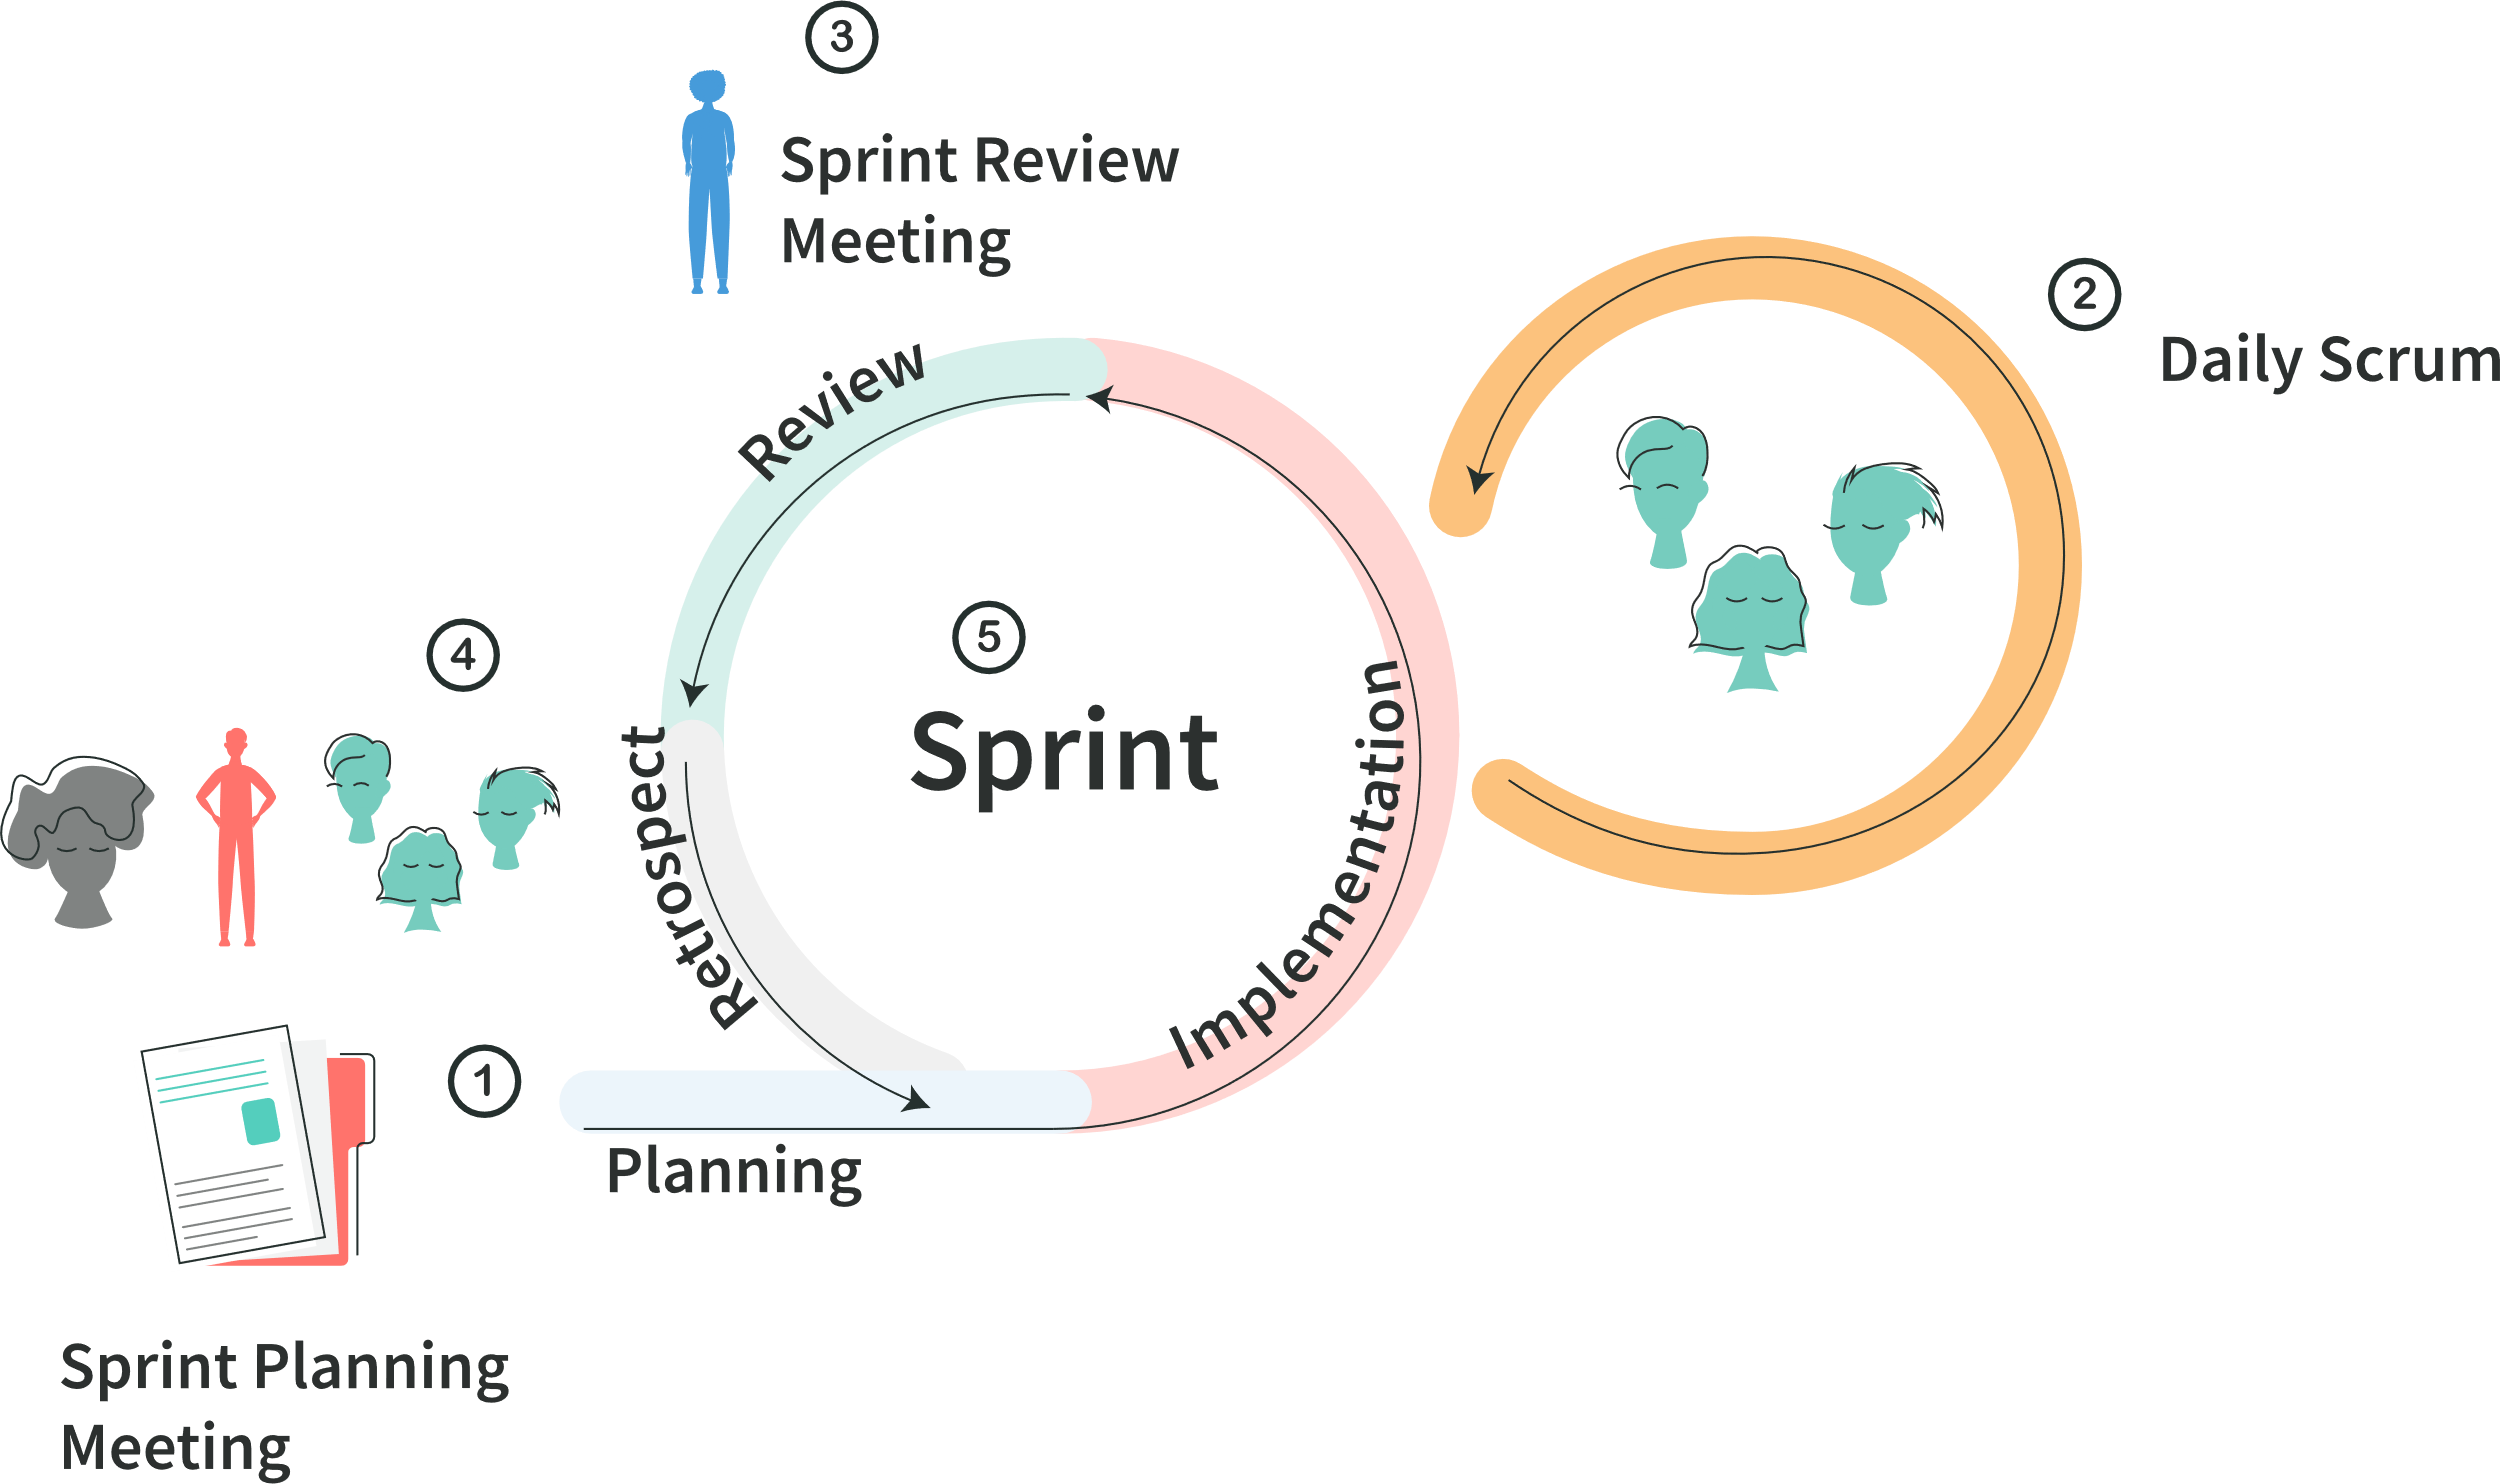 3
Sprint Review
Meeting
2
Daily Scrum
Review
4
5
Sprint
Retrospect
Implementation
1
Planning
Sprint Planning
Meeting